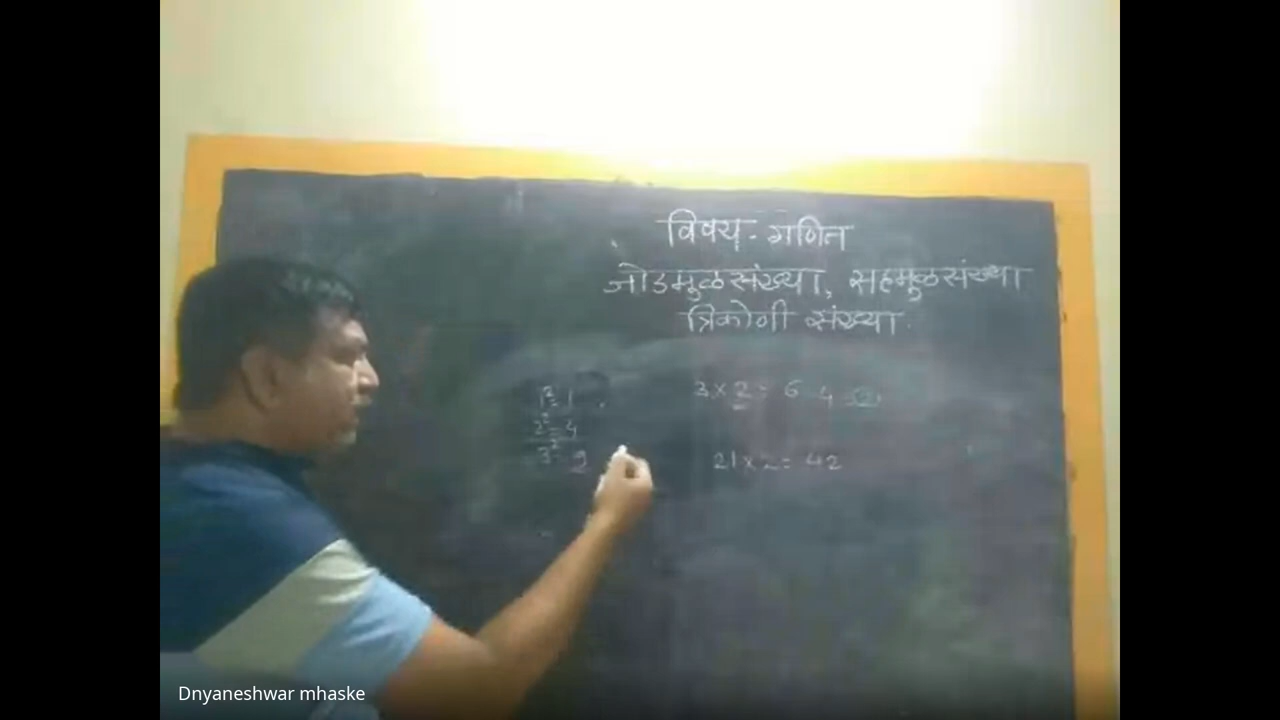 विषय - गणित
जोडमुळसंख्या, सहमुळसंख्या
त्रिकोणी संख्या
1² = 1
2² = 4
3² = 9
3 × 2 = 6
21 × 2 = 42
Dnyaneshwar mhaske